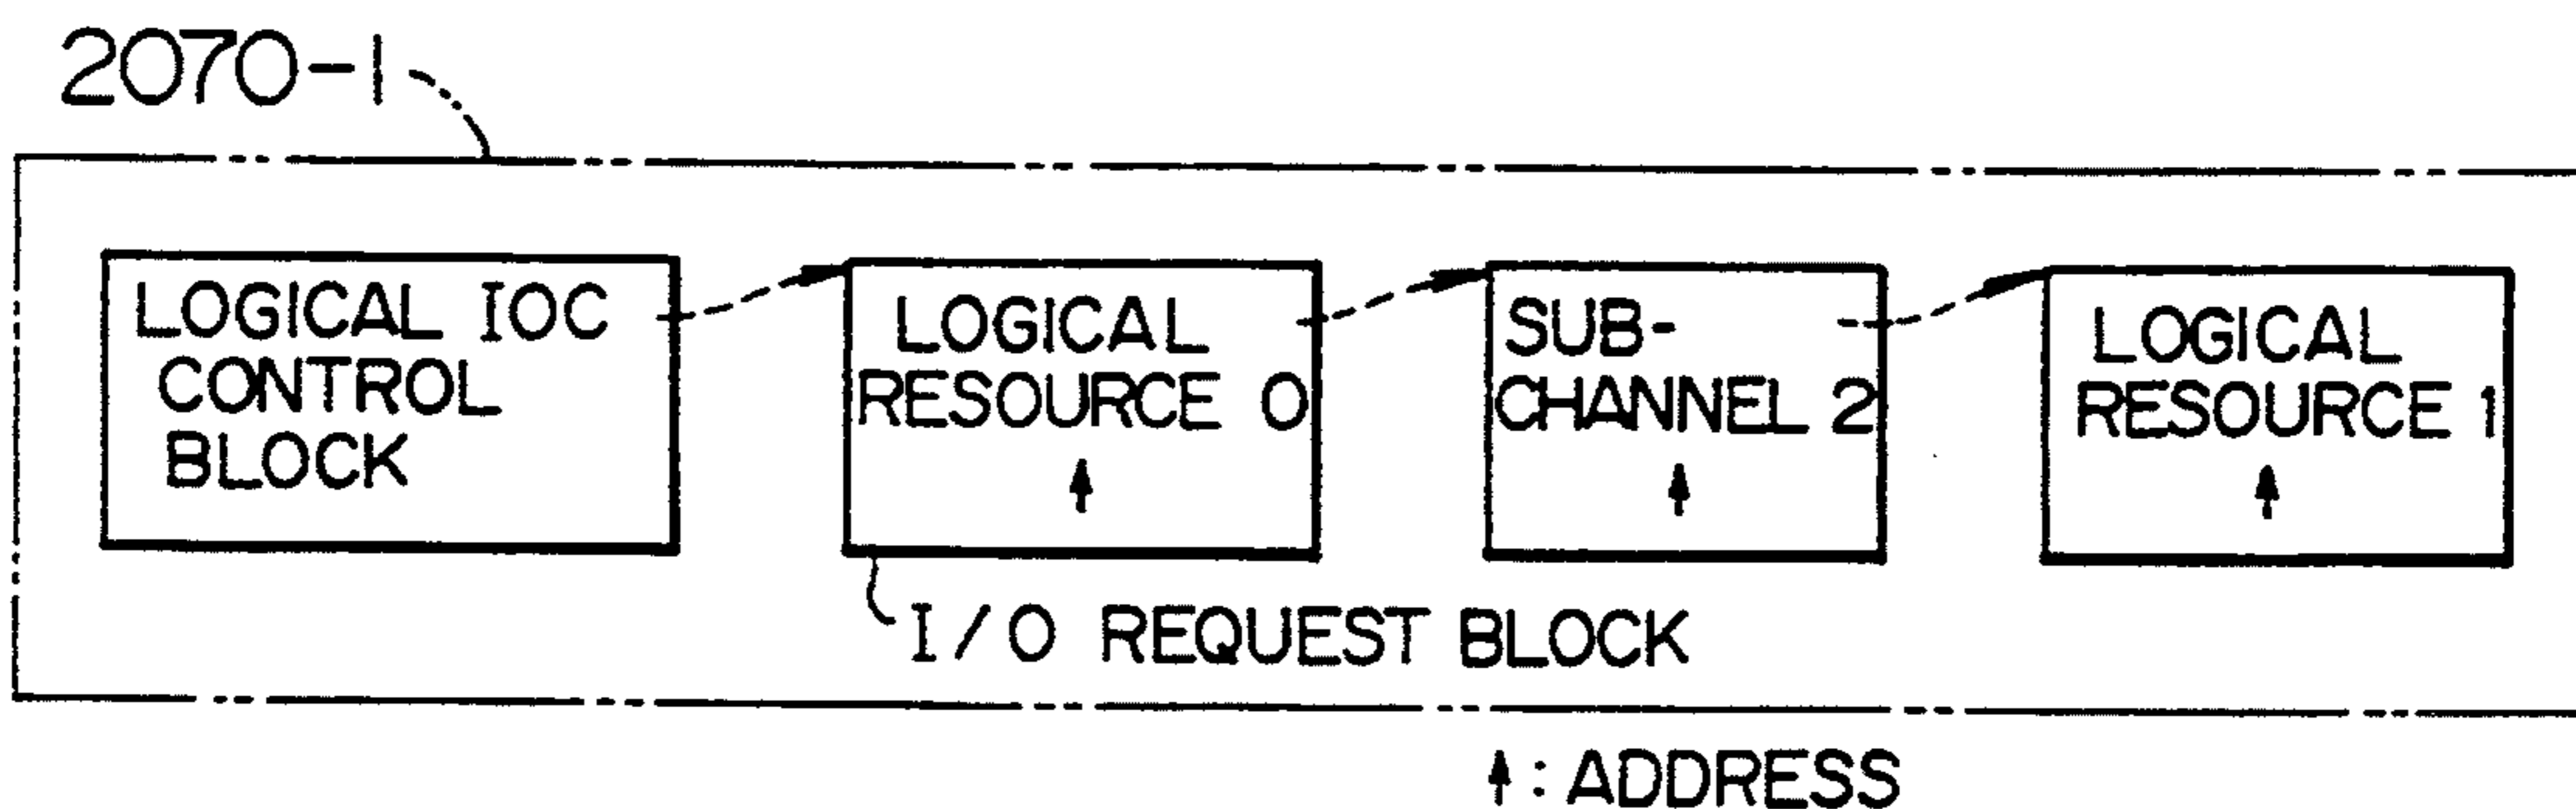 2070-1
LOGICAL IOC
CONTROL
BLOCK
LOGICAL
RESOURCE 0
↑
SUB-
CHANNEL 2
↑
LOGICAL
RESOURCE 1
↑
I/O REQUEST BLOCK
↑: ADDRESS